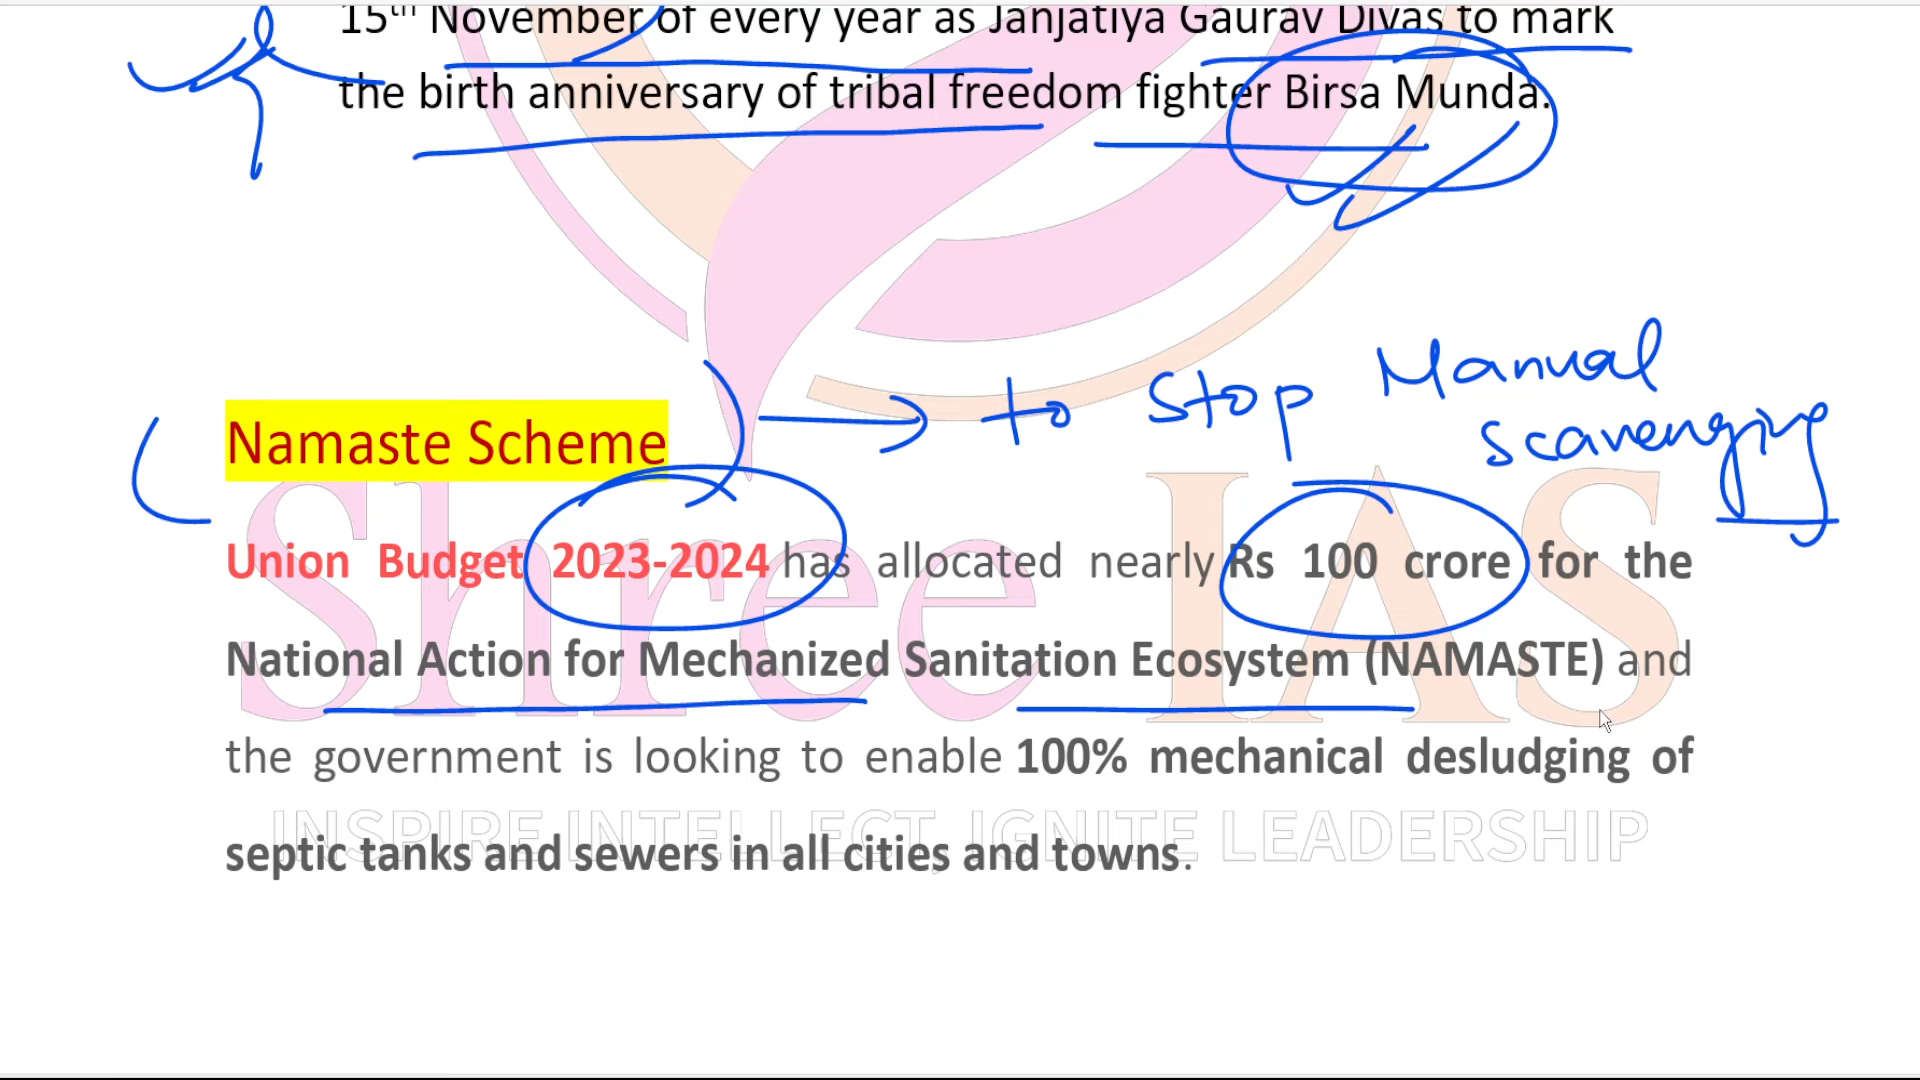 15th November of every year as Janjatiya Gaurav Divas to mark
the birth anniversary of tribal freedom fighter Birsa Munda.
Namaste Scheme
to stop Manual
scavenging
Union Budget 2023-2024 has allocated nearly Rs 100 crore for the
National Action for Mechanized Sanitation Ecosystem (NAMASTE) and
the government is looking to enable 100% mechanical desludging of
septic tanks and sewers in all cities and towns.
Shree IAS
INSPIRE INTELLECT, IGNITE LEADERSHIP